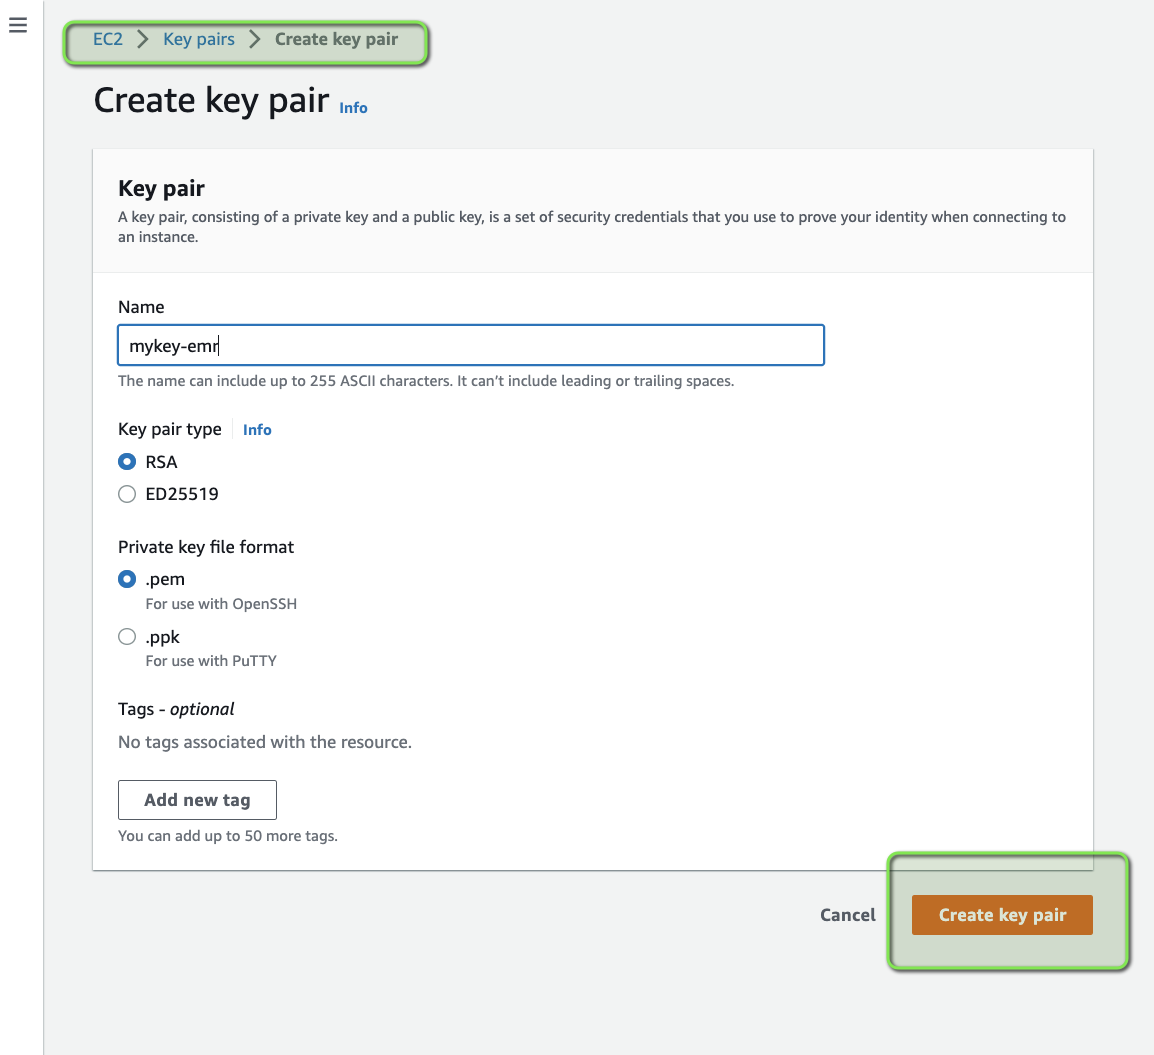 EC2 > Key pairs > Create key pair
Create key pair Info
Key pair
A key pair, consisting of a private key and a public key, is a set of security credentials that you use to prove your identity when connecting to
an instance.
Name
mykey-emr
The name can include up to 255 ASCII characters. It can’t include leading or trailing spaces.
Key pair type Info
RSA
ED25519
Private key file format
.pem
For use with OpenSSH
.ppk
For use with PuTTY
Tags - optional
No tags associated with the resource.
Add new tag
You can add up to 50 more tags.
Cancel Create key pair